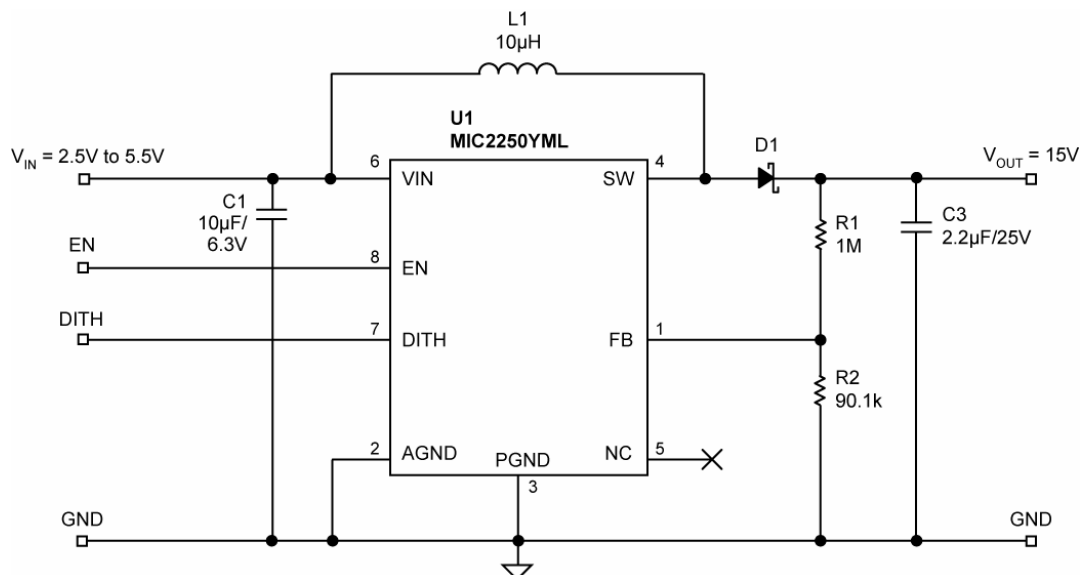 L1
10µH
U1
MIC2250YML
D1
V_IN = 2.5V to 5.5V
6
VIN
SW
4
V_OUT = 15V
C1
10µF/
6.3V
R1
1M
C3
2.2µF/25V
EN
8
EN
DITH
7
DITH
FB
1
R2
90.1k
2
AGND
PGND
NC
5
3
GND
GND